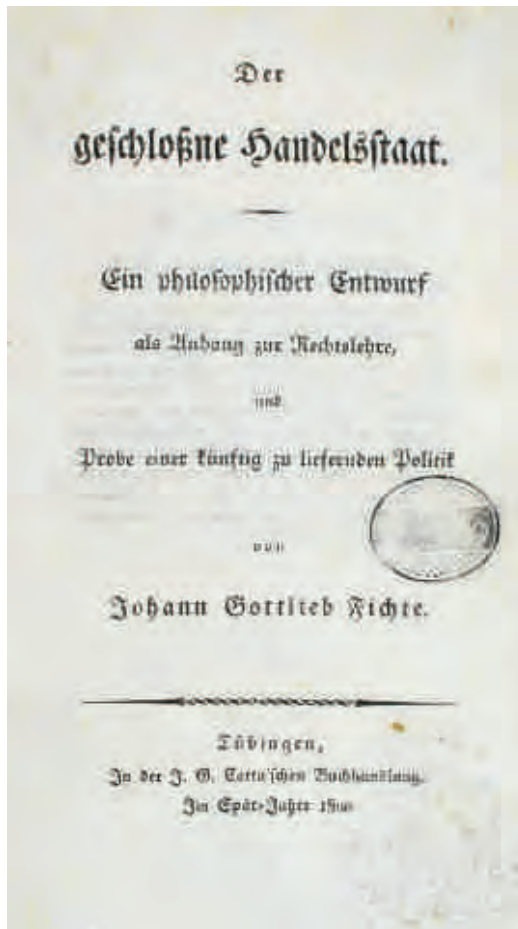 Der
geschloßne Handelsstaat.
Ein philosophischer Entwurf
als Anhang zur Rechtslehre,
und
Probe einer künftig zu liefernden Politik
von
Johann Gottlieb Fichte.
Tübingen,
In der J. G. Cotta'schen Buchhandlung.
Im Spät-Jahre 1800